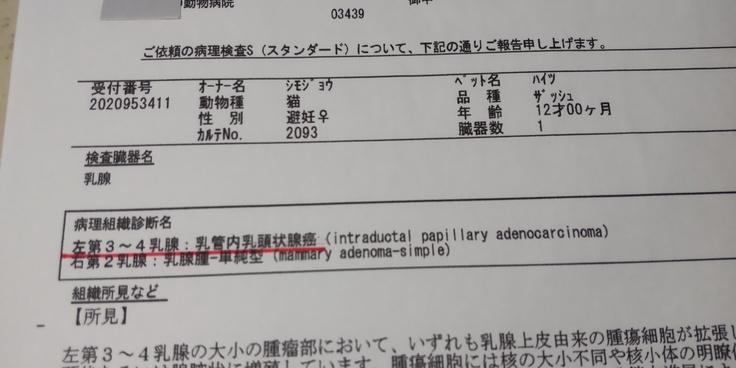 動物病院
03439
ご依頼の病理検査S（スタンダード）について、下記の通りご報告申し上げます。
受付番号 オーナー名 シモジョウ ペット名 ハイツ
2020953411 動物種 猫 品種 ザッシュ
性別 避妊♀ 年齢 12才00ヶ月
カルテNo. 2093 臓器数 1
検査臓器名
乳腺
病理組織診断名
左第３～４乳腺：乳管内乳頭状腺癌 (intraductal papillary adenocarcinoma)
右第２乳腺：乳腺腫-単純型 (mammary adenoma-simple)
組織所見など
【所見】
左第３～４乳腺の大小の腫瘤部において、いずれも乳腺上皮由来の腫瘍細胞が拡張し
に増殖しています。腫瘍細胞には核の大小不同や核小体の明瞭